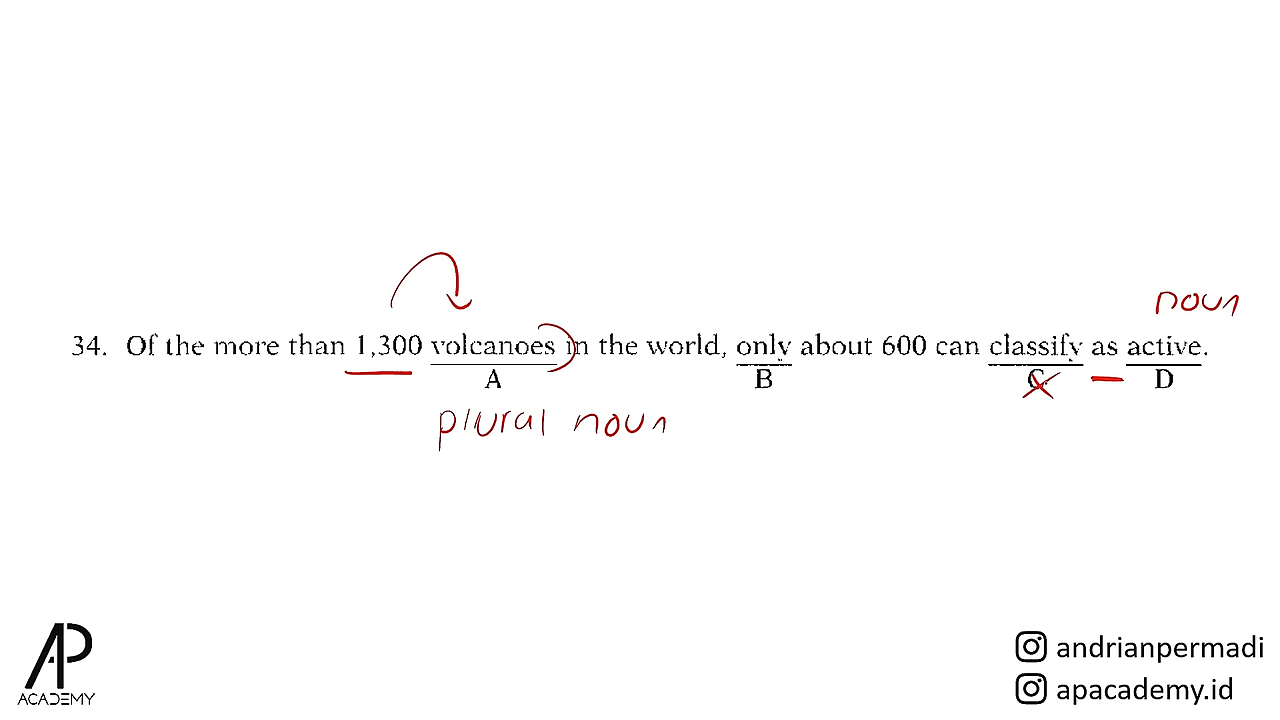 noun
34. Of the more than 1,300 volcanoes in the world, only about 600 can classify as active.
A B C D
plural noun
AP
ACADEMY
andrianpermadi
apacademy.id